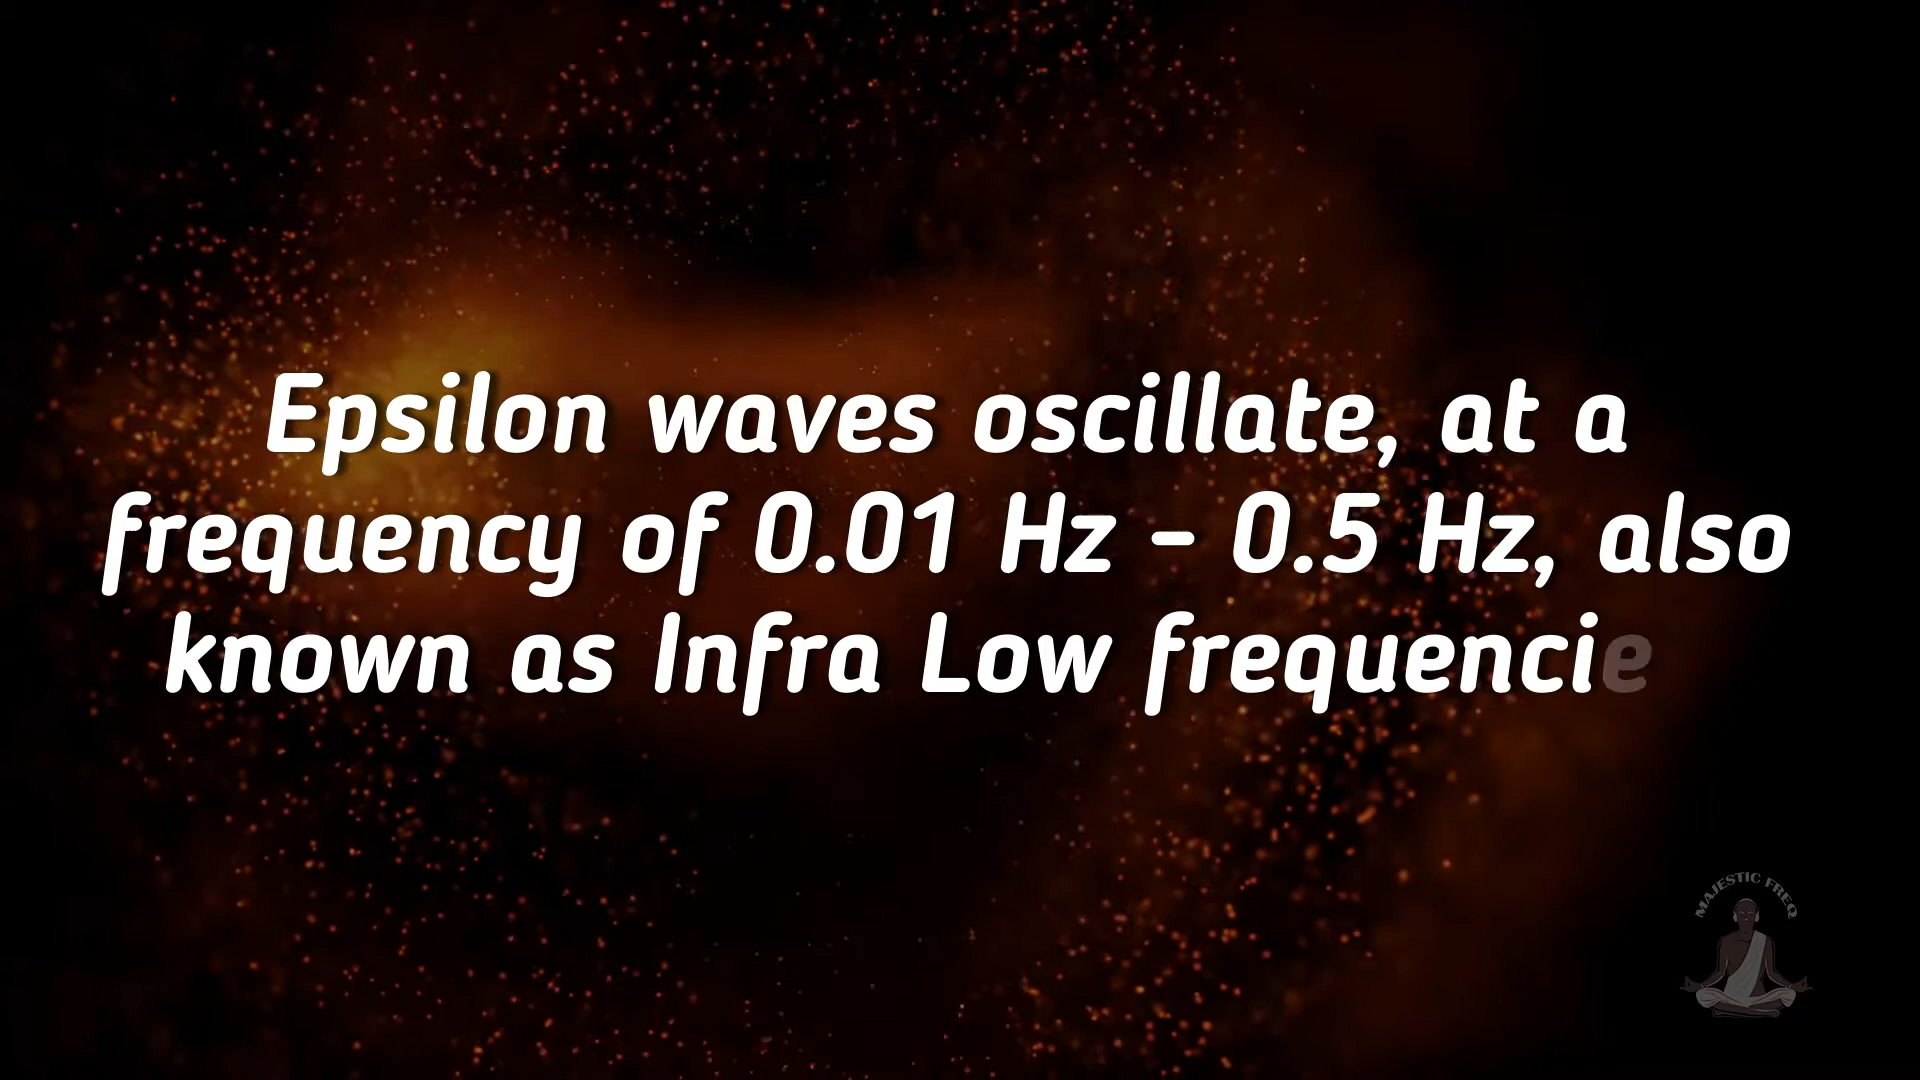 Epsilon waves oscillate, at a
frequency of 0.01 Hz - 0.5 Hz, also
known as Infra Low frequencie
MAJESTIC FREQ